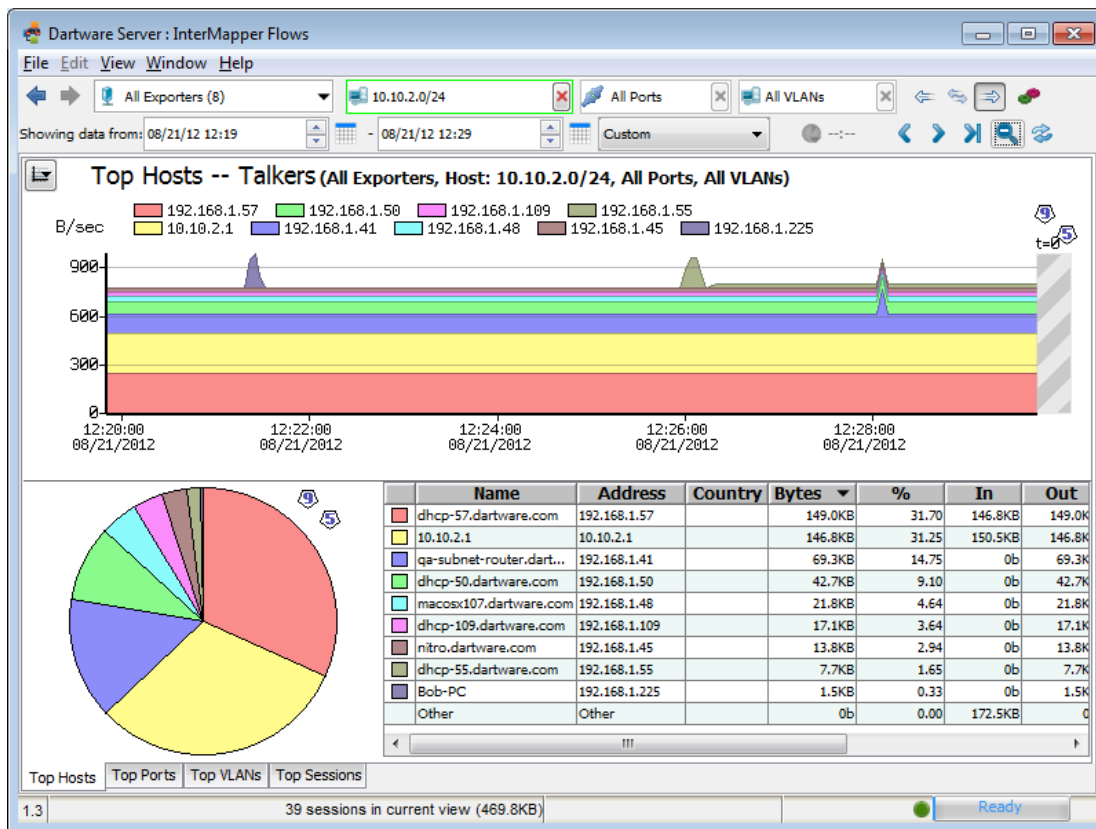 Dartware Server : InterMapper Flows
File Edit View Window Help
All Exporters (8) 10.10.2.0/24 All Ports All VLANs
Showing data from: 08/21/12 12:19 - 08/21/12 12:29 Custom --:--
Top Hosts -- Talkers (All Exporters, Host: 10.10.2.0/24, All Ports, All VLANs)
192.168.1.57 192.168.1.50 192.168.1.109 192.168.1.55
B/sec 10.10.2.1 192.168.1.41 192.168.1.48 192.168.1.45 192.168.1.225
9
5
t=0
900
600
300
0
12:20:00 12:22:00 12:24:00 12:26:00 12:28:00
08/21/2012 08/21/2012 08/21/2012 08/21/2012 08/21/2012
9
5
Name Address Country Bytes % In Out
dhcp-57.dartware.com 192.168.1.57 149.0KB 31.70 146.8KB 149.0K
10.10.2.1 10.10.2.1 146.8KB 31.25 150.5KB 146.8K
qa-subnet-router.dart... 192.168.1.41 69.3KB 14.75 0b 69.3K
dhcp-50.dartware.com 192.168.1.50 42.7KB 9.10 0b 42.7K
macosx107.dartware.com 192.168.1.48 21.8KB 4.64 0b 21.8K
dhcp-109.dartware.com 192.168.1.109 17.1KB 3.64 0b 17.1K
nitro.dartware.com 192.168.1.45 13.8KB 2.94 0b 13.8K
dhcp-55.dartware.com 192.168.1.55 7.7KB 1.65 0b 7.7K
Bob-PC 192.168.1.225 1.5KB 0.33 0b 1.5K
Other Other 0b 0.00 172.5KB 0
Top Hosts Top Ports Top VLANs Top Sessions
1.3 39 sessions in current view (469.8KB) Ready